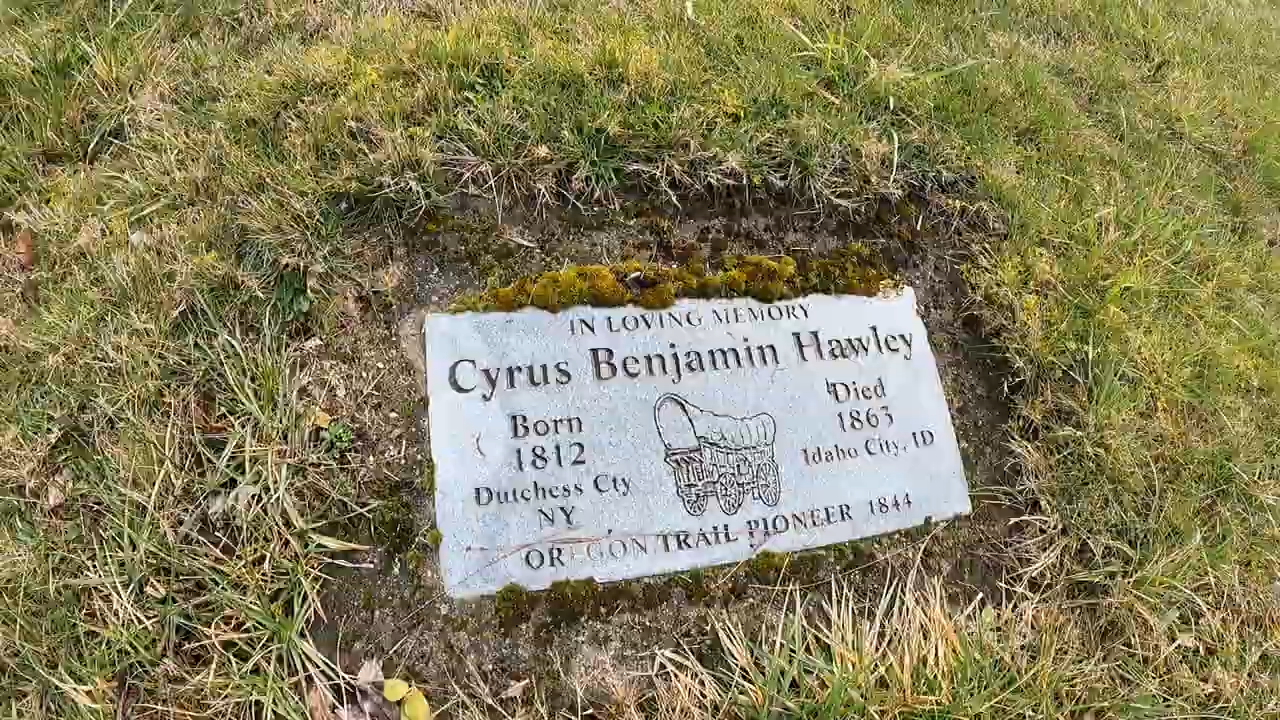 IN LOVING MEMORY
Cyrus Benjamin Hawley
Born
1812
Dutchess Cty
NY
Died
1863
Idaho City, ID
OREGON TRAIL PIONEER 1844